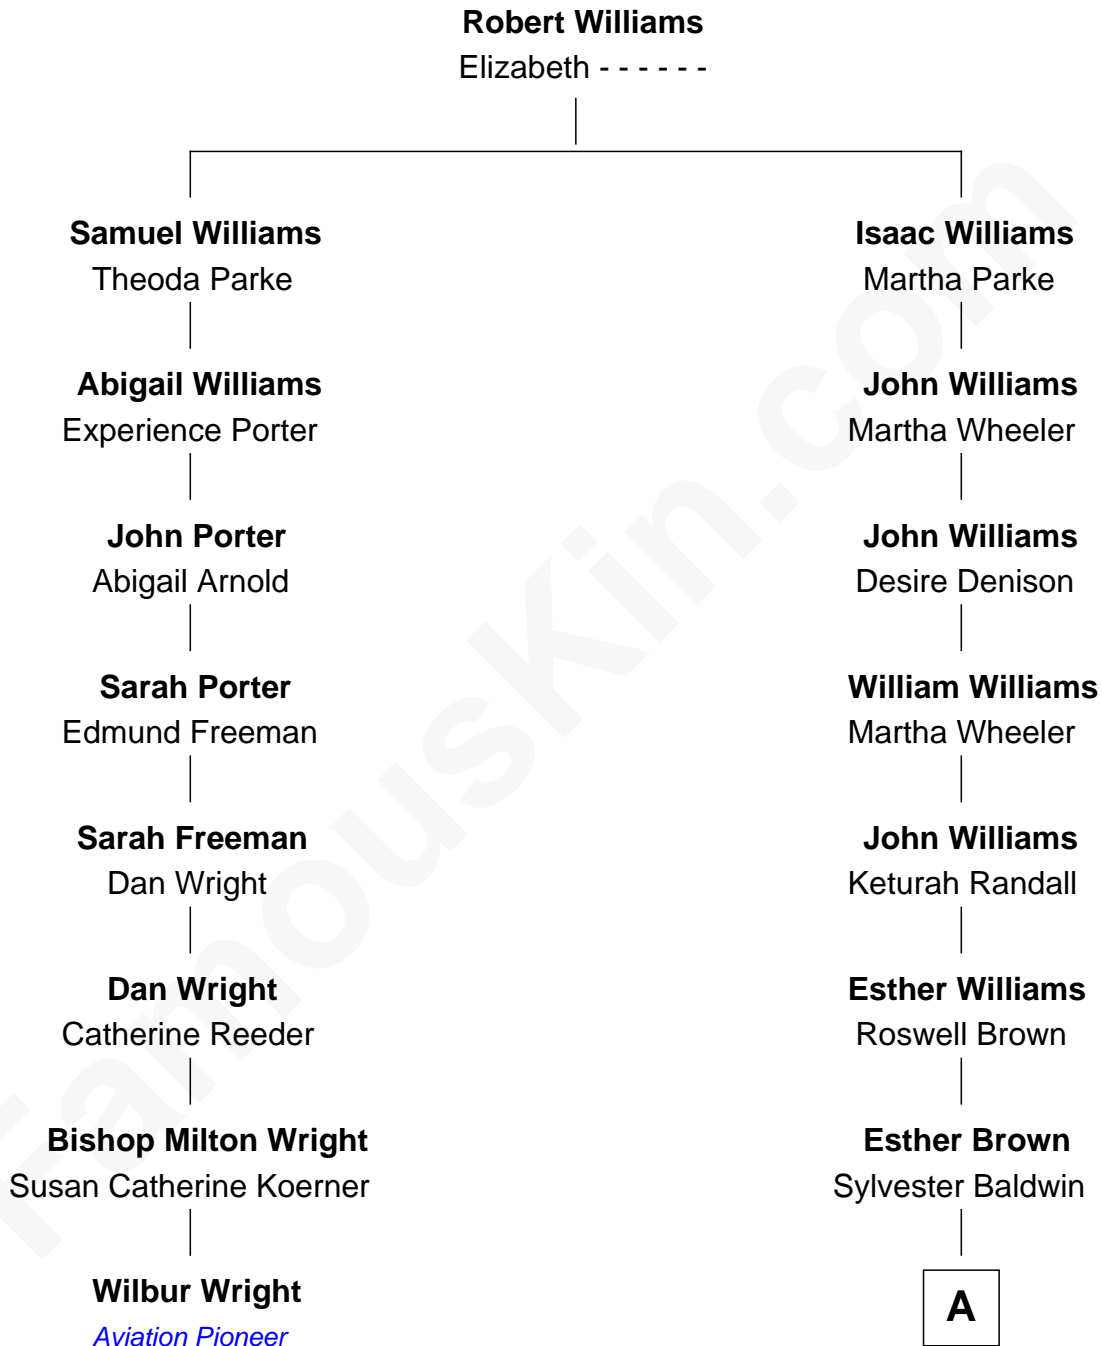 Robert Williams
Elizabeth - - - - - -
Samuel Williams
Theoda Parke
Isaac Williams
Martha Parke
Abigail Williams
Experience Porter
John Williams
Martha Wheeler
John Porter
Abigail Arnold
John Williams
Desire Denison
Sarah Porter
Edmund Freeman
William Williams
Martha Wheeler
Sarah Freeman
Dan Wright
John Williams
Keturah Randall
Dan Wright
Catherine Reeder
Esther Williams
Roswell Brown
Bishop Milton Wright
Susan Catherine Koerner
Esther Brown
Sylvester Baldwin
Wilbur Wright
Aviation Pioneer
A
FamousKin.com